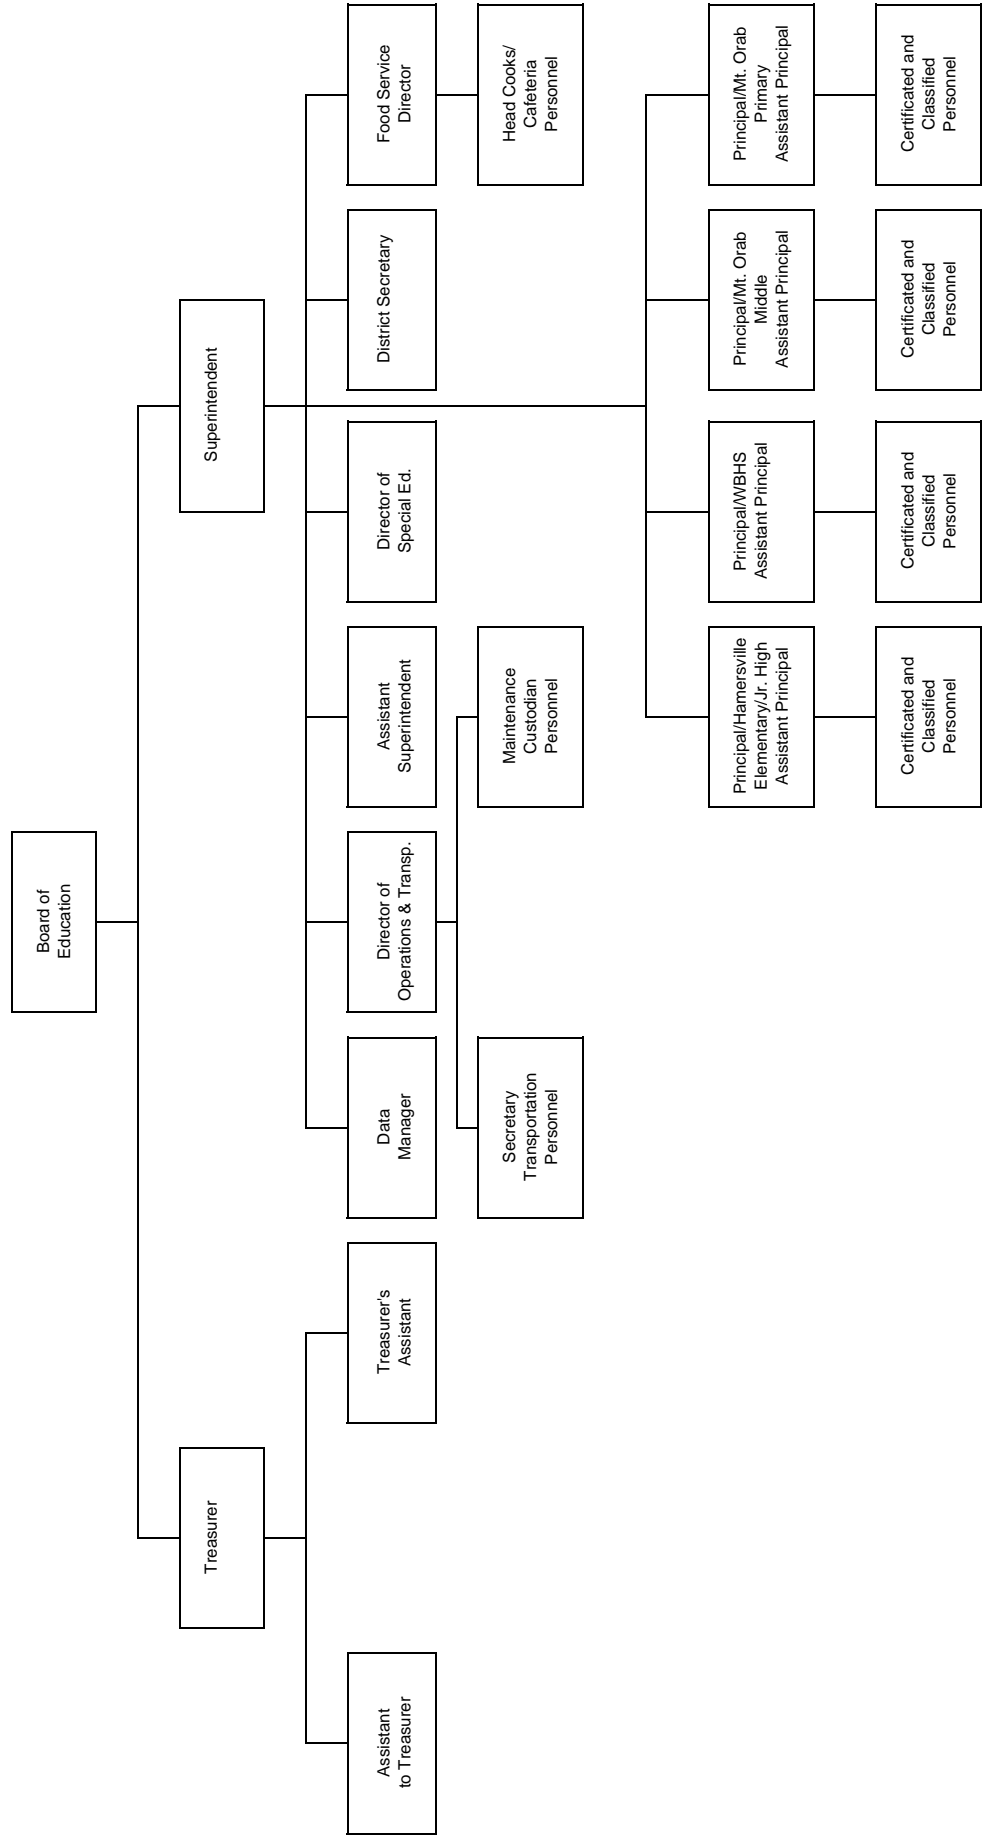 Board of
Education
Treasurer
Superintendent
Assistant
to Treasurer
Treasurer's
Assistant
Data
Manager
Director of
Operations & Transp.
Assistant
Superintendent
Director of
Special Ed.
District Secretary
Food Service
Director
Secretary
Transportation
Personnel
Maintenance
Custodian
Personnel
Head Cooks/
Cafeteria
Personnel
Principal/Hamersville
Elementary/Jr. High
Assistant Principal
Principal/WBHS
Assistant Principal
Principal/Mt. Orab
Middle
Assistant Principal
Principal/Mt. Orab
Primary
Assistant Principal
Certificated and
Classified
Personnel
Certificated and
Classified
Personnel
Certificated and
Classified
Personnel
Certificated and
Classified
Personnel